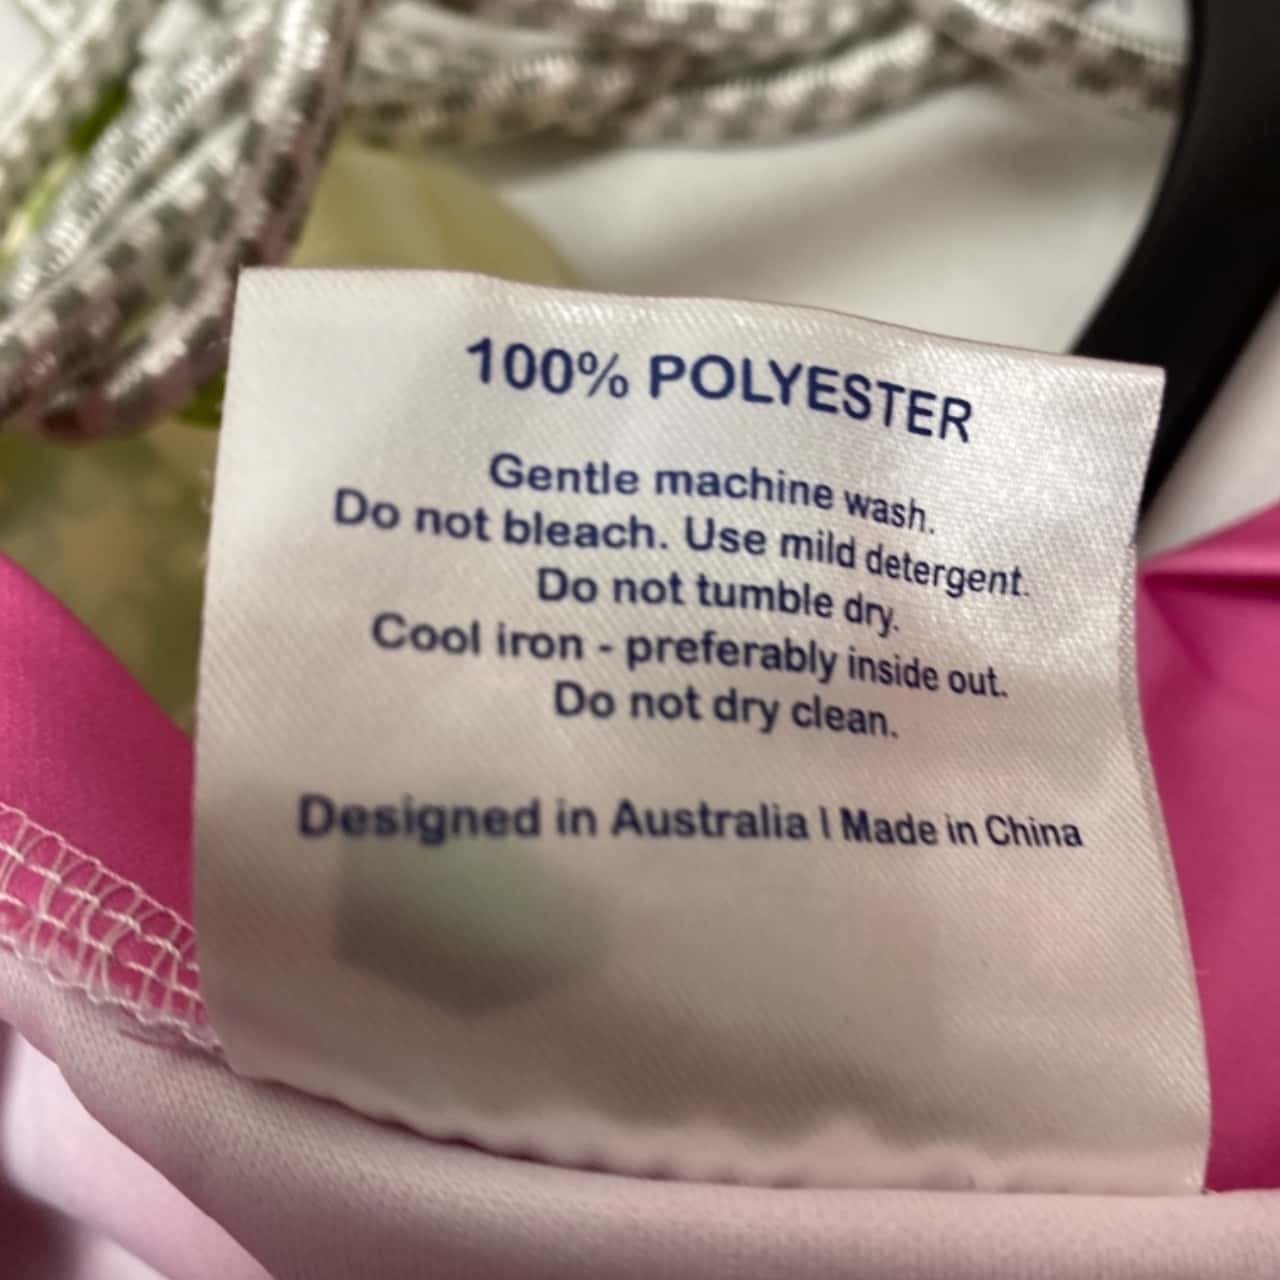 100% POLYESTER
Gentle machine wash.
Do not bleach. Use mild detergent.
Do not tumble dry.
Cool iron - preferably inside out.
Do not dry clean.
Designed in Australia | Made in China